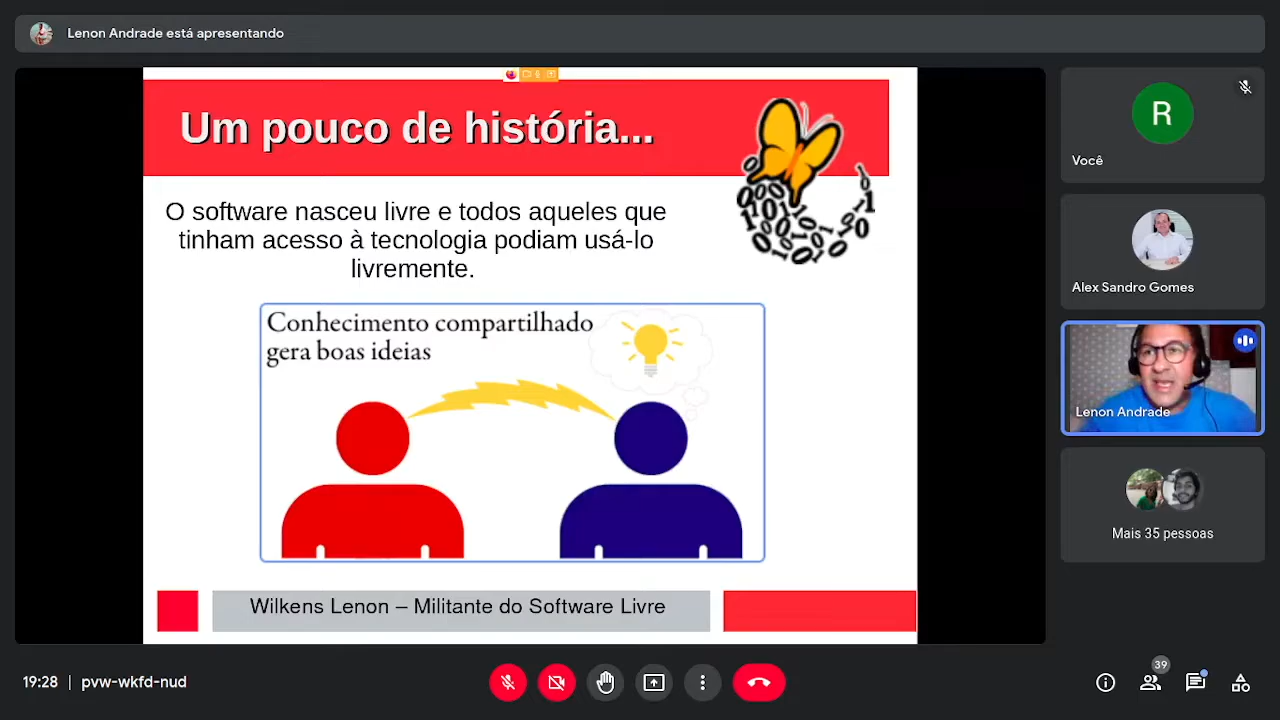 Lenon Andrade está apresentando
Um pouco de história...
O software nasceu livre e todos aqueles que
tinham acesso à tecnologia podiam usá-lo
livremente.
Conhecimento compartilhado
gera boas ideias
Wilkens Lenon – Militante do Software Livre
R
Você
Alex Sandro Gomes
Lenon Andrade
Mais 35 pessoas
19:28 | pvw-wkfd-nud
39